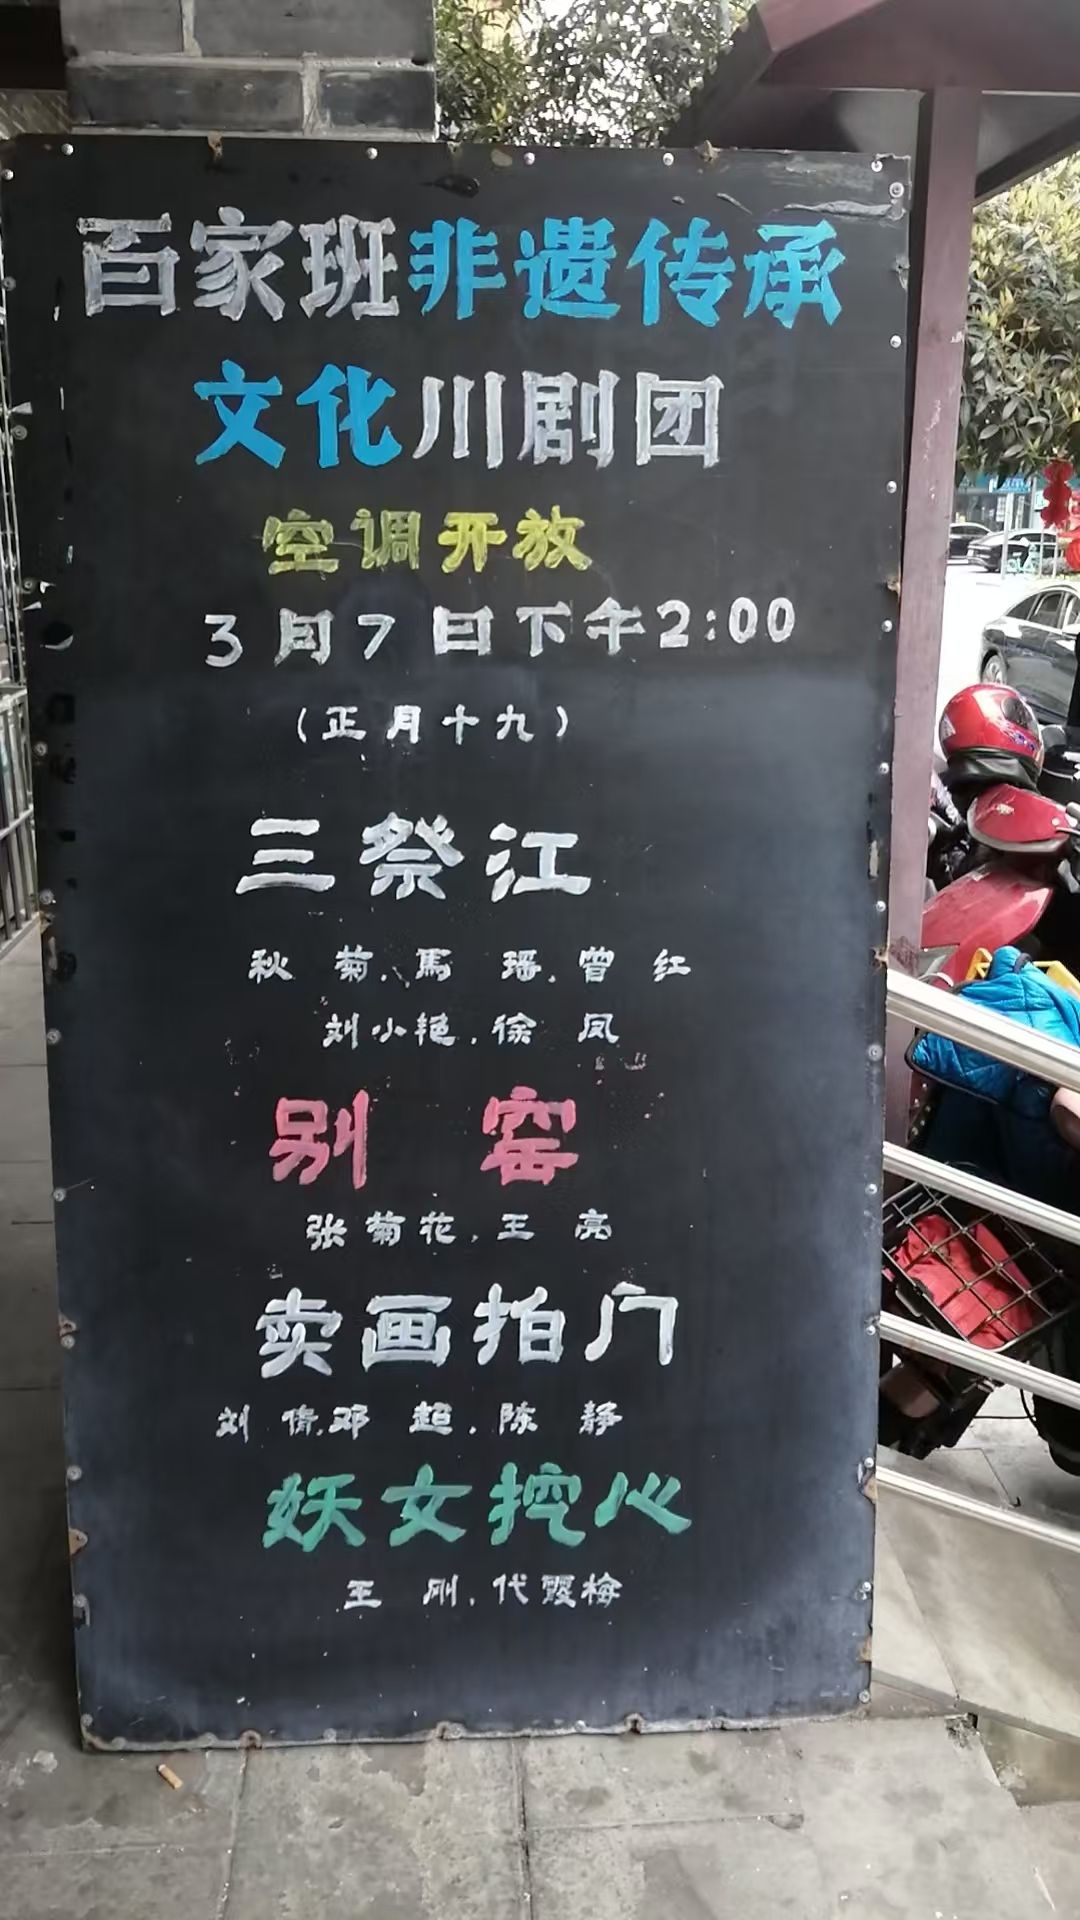 百家班非遗传承
文化川剧团
空调开放
3月7日下午2:00
(正月十九)
三祭江
秋 菊.馬 瑶.曾 红
刘小艳.徐 凤
别 窑
张菊花.王 亮
卖画拍门
刘 倩.邓 超.陈 静
妖女挖心
王 刚.代霞梅